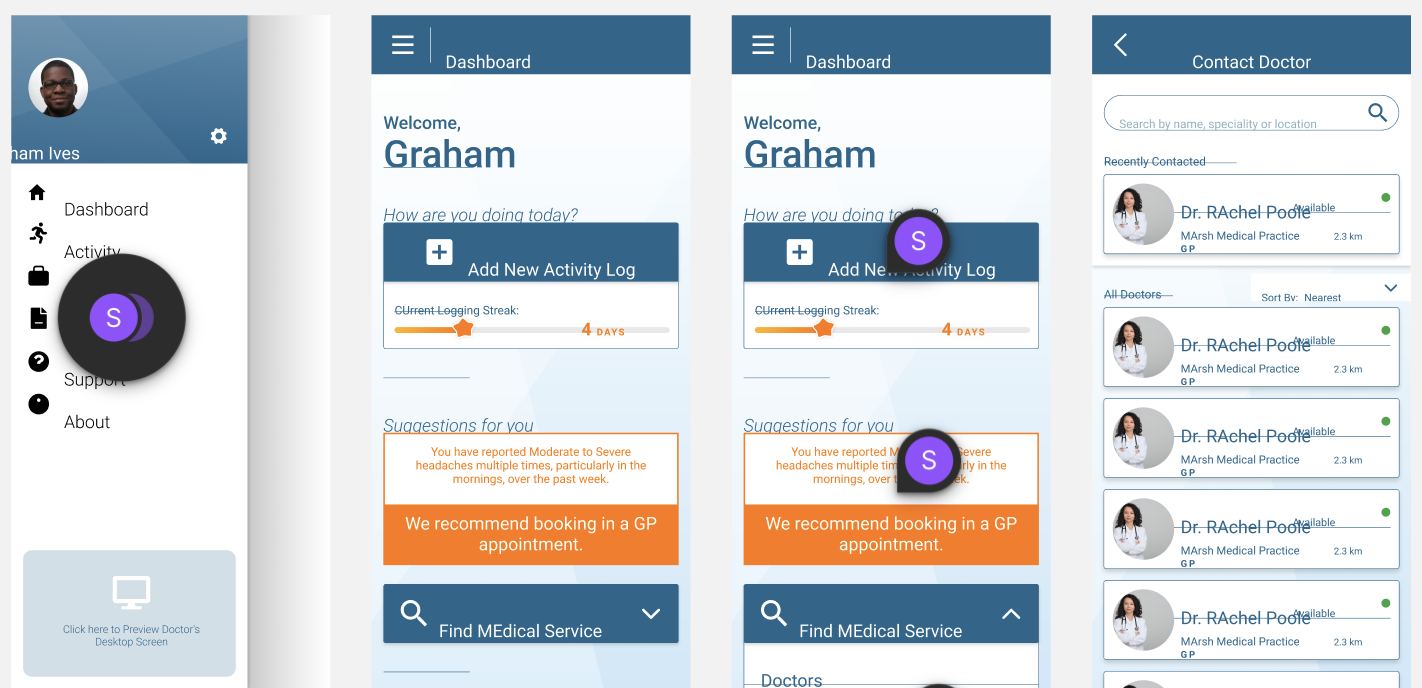 ham Ives
Dashboard
Activity
Support
About
S
Click here to Preview Doctor's
Desktop Screen
Dashboard
Welcome,
Graham
How are you doing today?
Add New Activity Log
CUrrent Logging Streak:
4 DAYS
Suggestions for you
You have reported Moderate to Severe
headaches multiple times, particularly in the
mornings, over the past week.
We recommend booking in a GP
appointment.
Find MEdical Service
Dashboard
Welcome,
Graham
How are you doing to ?
S
Add New Activity Log
CUrrent Logging Streak:
4 DAYS
Suggestions for you
You have reported M Severe
S
headaches multiple time rly in the
mornings, over t ek.
We recommend booking in a GP
appointment.
Find MEdical Service
Doctors
Contact Doctor
Search by name, speciality or location
Recently Contacted
Dr. RAchel Poole Available
MArsh Medical Practice 2.3 km
GP
All Doctors
Sort By: Nearest
Dr. RAchel Poole Available
MArsh Medical Practice 2.3 km
GP
Dr. RAchel Poole Available
MArsh Medical Practice 2.3 km
GP
Dr. RAchel Poole Available
MArsh Medical Practice 2.3 km
GP
Dr. RAchel Poole Available
MArsh Medical Practice 2.3 km
GP